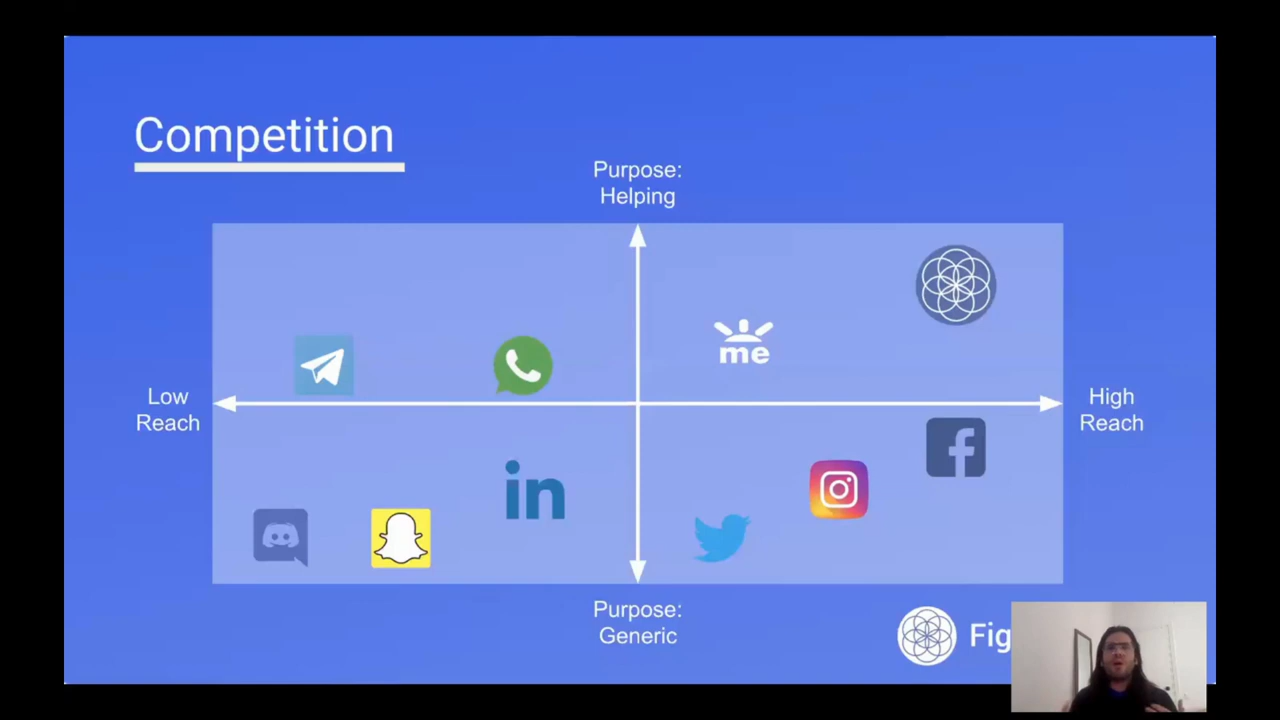 Competition
Purpose:
Helping
me
Low
Reach
High
Reach
in
Purpose:
Generic
Fig